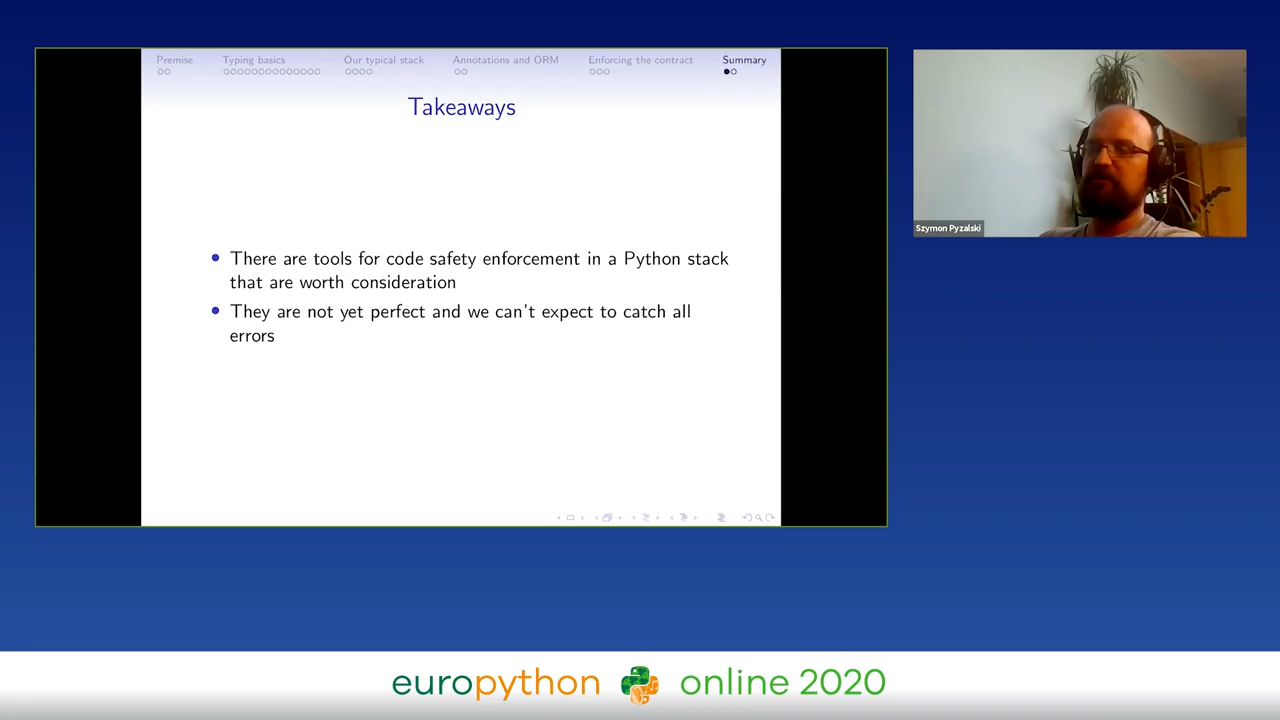 Premise Typing basics Our typical stack Annotations and ORM Enforcing the contract Summary
Takeaways
There are tools for code safety enforcement in a Python stack
that are worth consideration
They are not yet perfect and we can't expect to catch all
errors
Szymon Pyzalski
europython online 2020